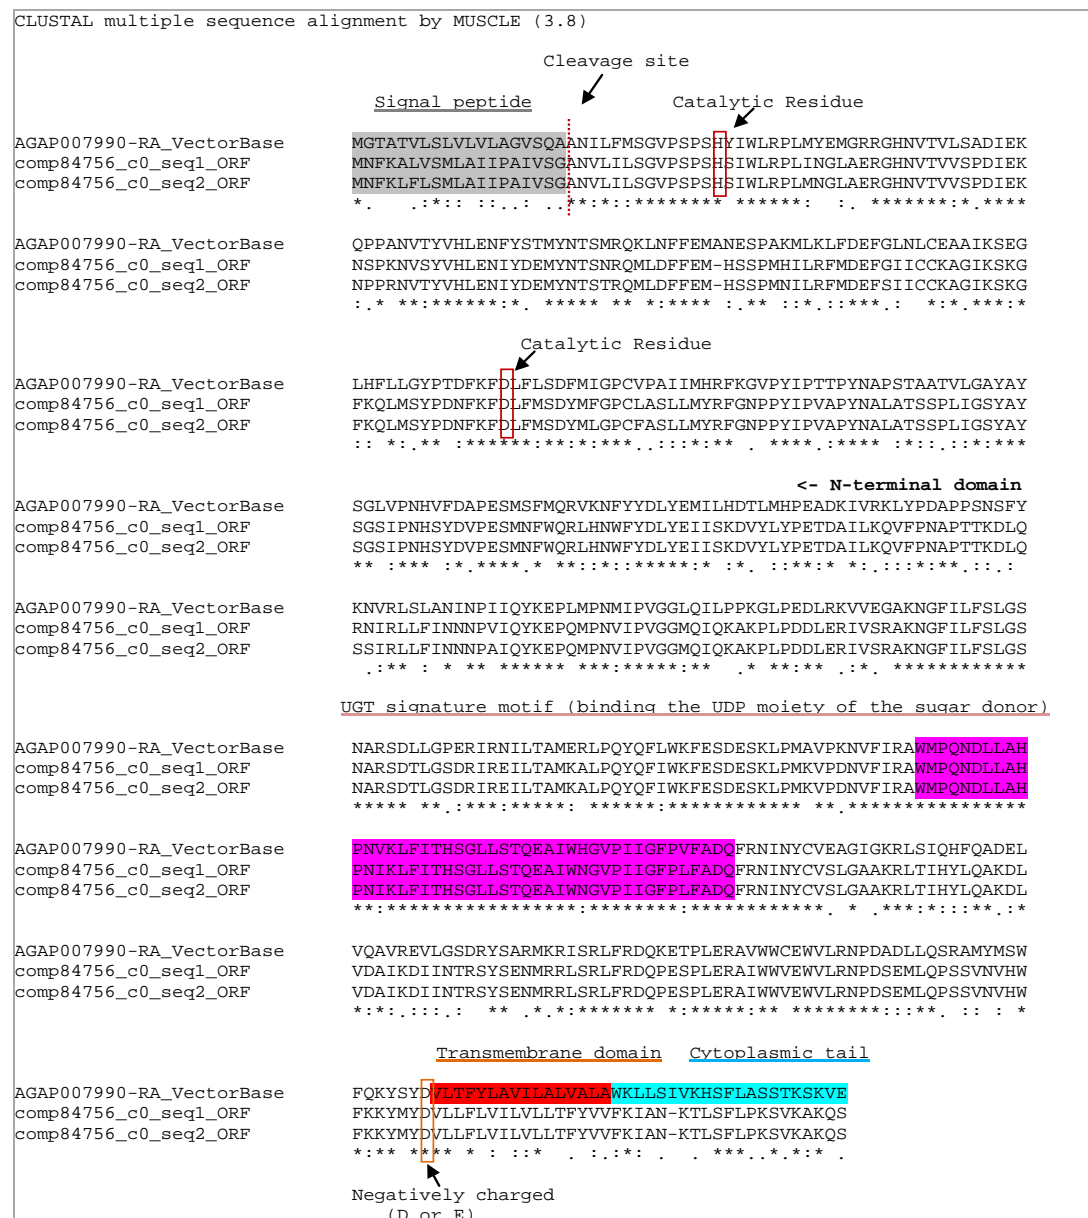 CLUSTAL multiple sequence alignment by MUSCLE (3.8)
Cleavage site
Signal peptide Catalytic Residue
AGAP007990-RA_VectorBase MGTATVLSLVLVLAGVSQAANILFMSGVPSPSHYIWLRPLMYEMGRRGHNVTVLSADIEK
comp84756_c0_seq1_ORF MNFKALVSMLAIIPAIVSGANVLILSGVPSPSHSIWLRPLINGLAERGHNVTVVSPDIEK
comp84756_c0_seq2_ORF MNFKLFLSMLAIIPAIVSGANVLILSGVPSPSHSIWLRPLMNGLAERGHNVTVVSPDIEK
*. .:*:: ::..: ..**:*::******** ******: :. *******:*.****
AGAP007990-RA_VectorBase QPPANVTYVHLENFYSTMYNTSMRQKLNFFEMANESPAKMLKLFDEFGLNLCEAAIKSEG
comp84756_c0_seq1_ORF NSPKNVSYVHLENIYDEMYNTSNRQMLDFFEM-HSSPMHILRFMDEFGIICCKAGIKSKG
comp84756_c0_seq2_ORF NPPRNVTYVHLENIYDEMYNTSTRQMLDFFEM-HSSPMNILRFMDEFSIICCKAGIKSKG
:.* **:******:*. ***** ** *:**** :.** :*.::***.: *:*.***:*
Catalytic Residue
AGAP007990-RA_VectorBase LHFLLGYPTDFKFDLFLSDFMIGPCVPAIIMHRFKGVPYIPTTPYNAPSTAATVLGAYAY
comp84756_c0_seq1_ORF FKQLMSYPDNFKFDLFMSDYMFGPCLASLLMYRFGNPPYIPVAPYNALATSSPLIGSYAY
comp84756_c0_seq2_ORF FKQLMSYPDNFKFDLFMSDYMLGPCFASLLMYRFGNPPYIPVAPYNALATSSPLIGSYAY
:: *:.** :******:**:*:***..:::*:** . ****.:**** :*::.::*:***
<- N-terminal domain
AGAP007990-RA_VectorBase SGLVPNHVFDAPESMSFMQRVKNFYYDLYEMILHDTLMHPEADKIVRKLYPDAPPSNSFY
comp84756_c0_seq1_ORF SGSIPNHSYDVPESMNFWQRLHNWFYDLYEIISKDVYLYPETDAILKQVFPNAPTTKDLQ
comp84756_c0_seq2_ORF SGSIPNHSYDVPESMNFWQRLHNWFYDLYEIISKDVYLYPETDAILKQVFPNAPTTKDLQ
** :*** :*.****.* **::*::*****:* :*. ::**:* *:.:::*:**.::.:
AGAP007990-RA_VectorBase KNVRLSLANINPIIQYKEPLMPNMIPVGGLQILPPKGLPEDLRKVVEGAKNGFILFSLGS
comp84756_c0_seq1_ORF RNIRLLFINNNPVIQYKEPQMPNVIPVGGMQIQKAKPLPDDLERIVSRAKNGFILFSLGS
comp84756_c0_seq2_ORF SSIRLLFINNNPAIQYKEPQMPNVIPVGGMQIQKAKPLPDDLERIVSRAKNGFILFSLGS
.:** : * ** ****** ***:*****:** .* **:**.:*. ************
UGT signature motif (binding the UDP moiety of the sugar donor)
AGAP007990-RA_VectorBase NARSDLLGPERIRNILTAMERLPQYQFLWKFESDESKLPMAVPKNVFIRAWMPQNDLLAH
comp84756_c0_seq1_ORF NARSDTLGSDRIREILTAMKALPQYQFIWKFESDESKLPMKVPDNVFIRAWMPQNDLLAH
comp84756_c0_seq2_ORF NARSDTLGSDRIREILTAMKALPQYQFIWKFESDESKLPMKVPDNVFIRAWMPQNDLLAH
***** **.:***:*****: ******:************ **.****************
AGAP007990-RA_VectorBase PNVKLFITHSGLLSTQEAIWHGVPIIGFPVFADQFRNINYCVEAGIGKRLSIQHFQADEL
comp84756_c0_seq1_ORF PNIKLFITHSGLLSTQEAIWNGVPIIGFPLFADQFRNINYCVSLGAAKRLTIHYLQAKDL
comp84756_c0_seq2_ORF PNIKLFITHSGLLSTQEAIWNGVPIIGFPLFADQFRNINYCVSLGAAKRLTIHYLQAKDL
**:*****************:********:************. * .***:*:::**.:*
AGAP007990-RA_VectorBase VQAVREVLGSDRYSARMKRISRLFRDQKETPLERAVWWCEWVLRNPDADLLQSRAMYMSW
comp84756_c0_seq1_ORF VDAIKDIINTRSYSENMRRLSRLFRDQPESPLERAIWWVEWVLRNPDSEMLQPSSVNVHW
comp84756_c0_seq2_ORF VDAIKDIINTRSYSENMRRLSRLFRDQPESPLERAIWWVEWVLRNPDSEMLQPSSVNVHW
*:*:.:::.: ** .*.*:******* *:*****:** ********:::**. :: : *
Transmembrane domain Cytoplasmic tail
AGAP007990-RA_VectorBase FQKYSYDVLTFYLAVILALVALAWKLLSIVKHSFLASSTKSKVE
comp84756_c0_seq1_ORF FKKYMYDVLLFLVILVLLTFYVVFKIAN-KTLSFLPKSVKAKQS
comp84756_c0_seq2_ORF FKKYMYDVLLFLVILVLLTFYVVFKIAN-KTLSFLPKSVKAKQS
*:** **** * : ::* . :.:*: . ***..*.*:* .
Negatively charged
(D or E)